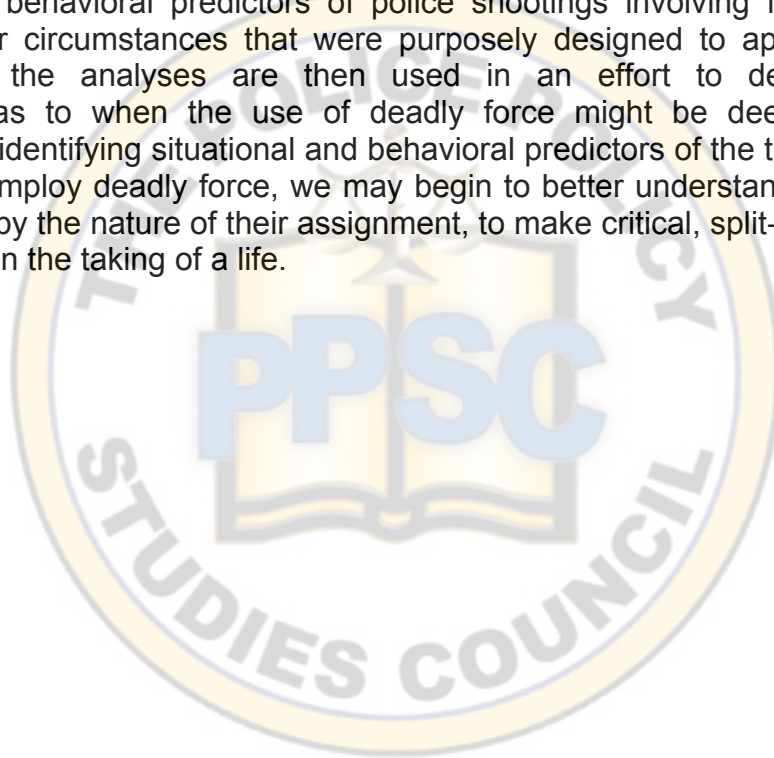 behavioral predictors of police shootings involving
r circumstances that were purposely designed to ap
the analyses are then used in an effort to de
as to when the use of deadly force might be dee
identifying situational and behavioral predictors of the t
mploy deadly force, we may begin to better understan
by the nature of their assignment, to make critical, split-
n the taking of a life.
THE POLICE POLICY
PPSC
STUDIES COUNCIL